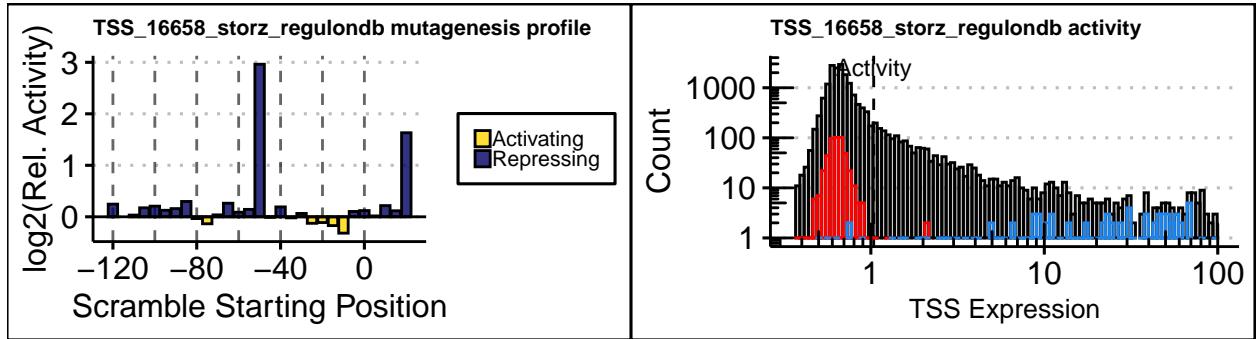 TSS_16658_storz_regulondb mutagenesis profile
log2(Rel. Activity)
3
2
1
0
−120
−80
−40
0
Scramble Starting Position
Activating
Repressing
TSS_16658_storz_regulondb activity
Activity
Count
1000
100
10
1
1
10
100
TSS Expression